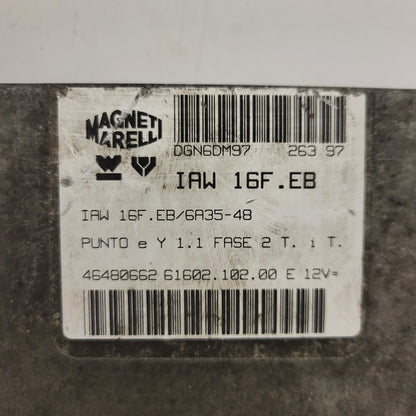 MAGNETI
MARELLI
DGN6DM97 263 97
IAW 16F.EB
IAW 16F.EB/6A35-48
PUNTO e Y 1.1 FASE 2 T. i T.
46480662 61602.102.00 E 12V=